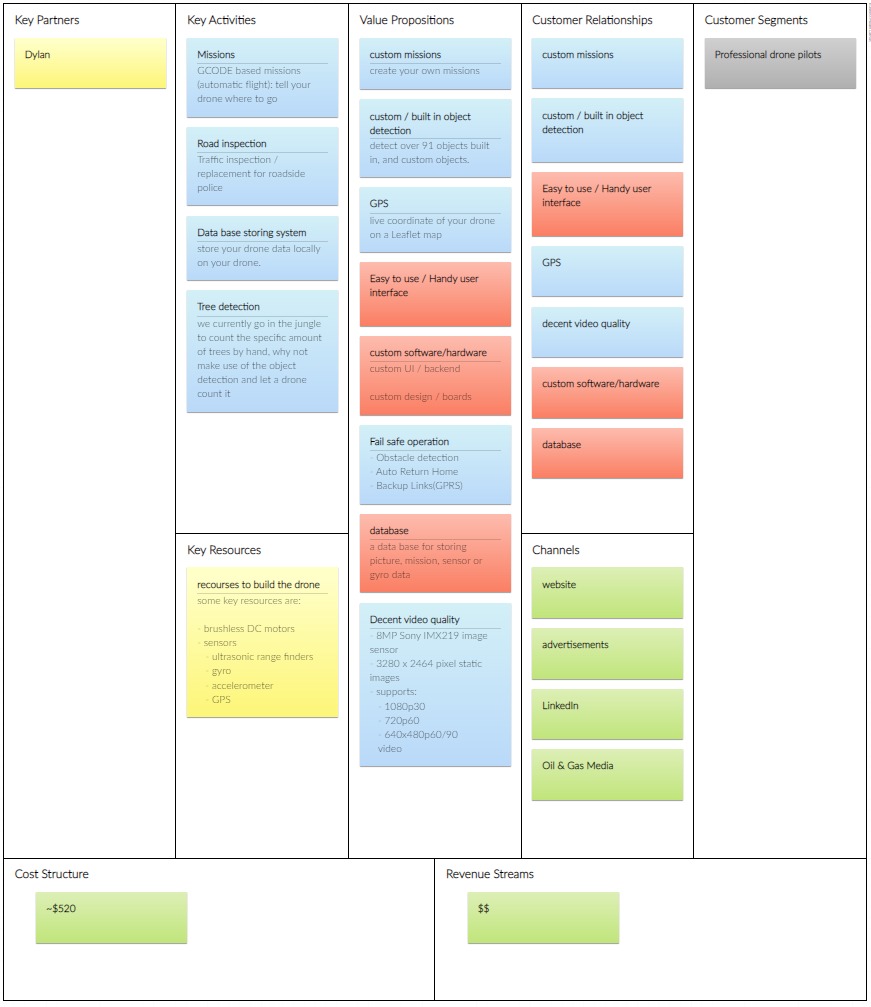 Key Partners
Dylan
Key Activities
Missions
GCODE based missions
(automatic flight): tell your
drone where to go
Road inspection
Traffic inspection /
replacement for roadside
police
Data base storing system
store your drone data locally
on your drone.
Tree detection
we currently go in the jungle
to count the specific amount
of trees by hand, why not
make use of the object
detection and let a drone
count it
Key Resources
recourses to build the drone
some key resources are:
- brushless DC motors
- sensors
- ultrasonic range finders
- gyro
- accelerometer
- GPS
Value Propositions
custom missions
create your own missions
custom / built in object
detection
detect over 91 objects built
in, and custom objects.
GPS
live coordinate of your drone
on a Leaflet map
Easy to use / Handy user
interface
custom software/hardware
custom UI / backend
custom design / boards
Fail safe operation
- Obstacle detection
- Auto Return Home
- Backup Links(GPRS)
database
a data base for storing
picture, mission, sensor or
gyro data
Decent video quality
- 8MP Sony IMX219 image
sensor
- 3280 x 2464 pixel static
images
- supports:
- 1080p30
- 720p60
- 640x480p60/90
video
Customer Relationships
custom missions
custom / built in object
detection
Easy to use / Handy user
interface
GPS
decent video quality
custom software/hardware
database
Channels
website
advertisements
LinkedIn
Oil & Gas Media
Customer Segments
Professional drone pilots
Cost Structure
~$520
Revenue Streams
$$